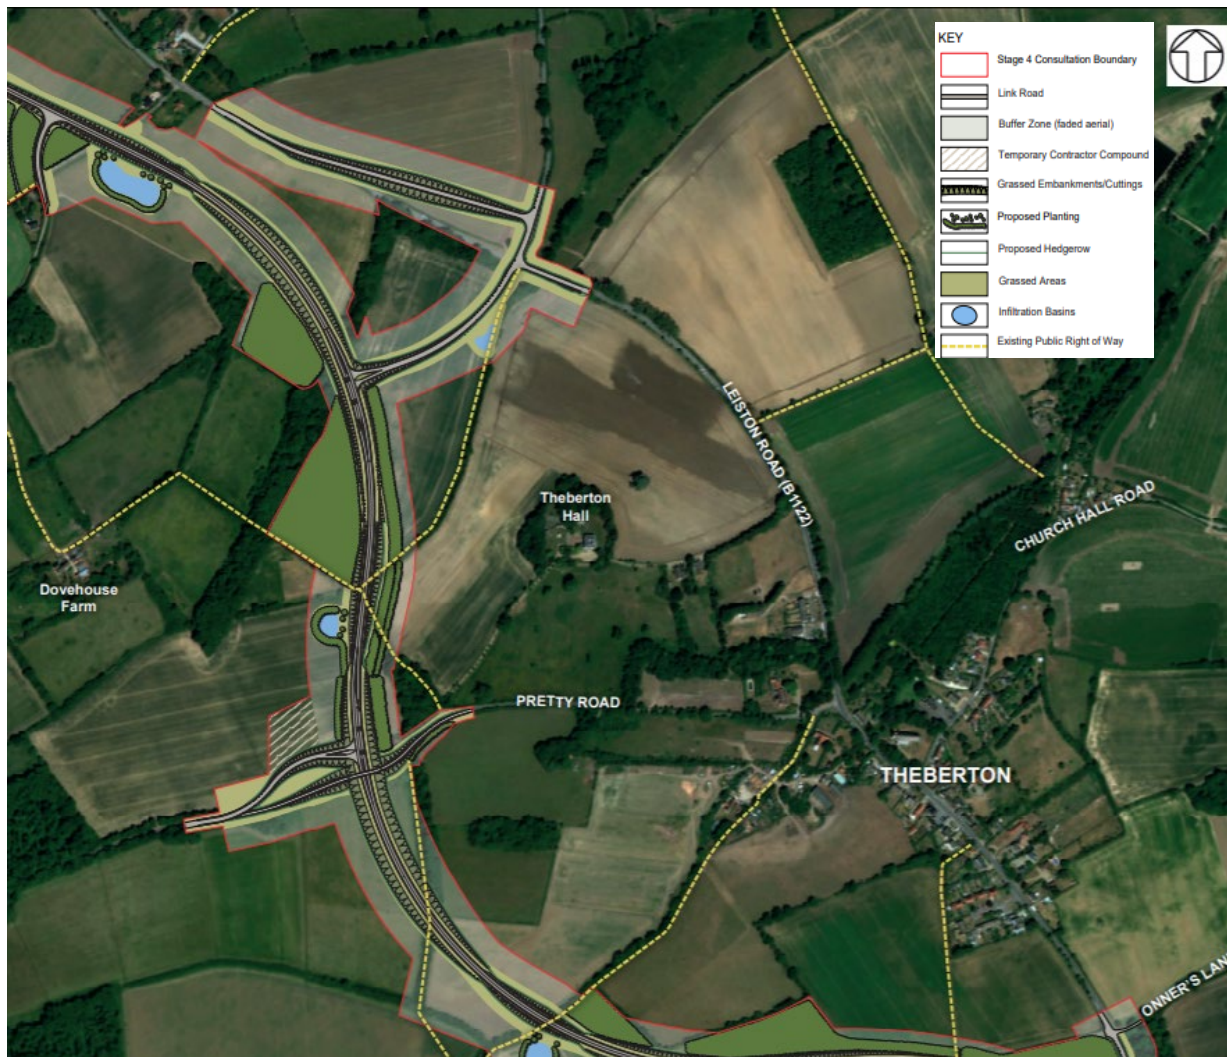 KEY
Stage 4 Consultation Boundary
Link Road
Buffer Zone (faded aerial)
Temporary Contractor Compound
Grassed Embankments/Cuttings
Proposed Planting
Proposed Hedgerow
Grassed Areas
Infiltration Basins
Existing Public Right of Way
LEISTON ROAD (B1122)
Theberton
Hall
CHURCH HALL ROAD
Dovehouse
Farm
PRETTY ROAD
THEBERTON
ONNER'S LAN